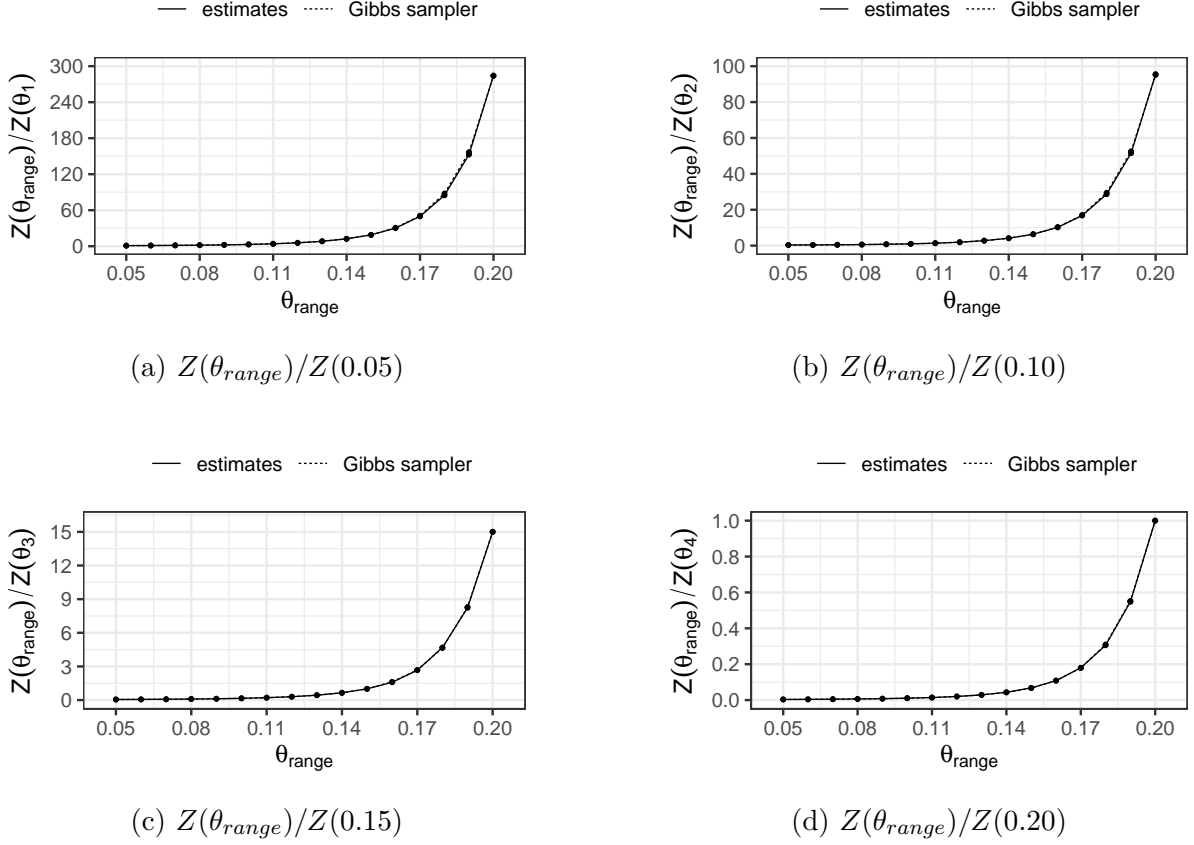 estimates Gibbs sampler
Z(θrange)/Z(θ1)
300
240
180
120
60
0
0.05 0.08 0.11 0.14 0.17 0.20
θrange
(a) Z(θrange)/Z(0.05)
estimates Gibbs sampler
Z(θrange)/Z(θ2)
100
80
60
40
20
0
0.05 0.08 0.11 0.14 0.17 0.20
θrange
(b) Z(θrange)/Z(0.10)
estimates Gibbs sampler
Z(θrange)/Z(θ3)
15
12
9
6
3
0
0.05 0.08 0.11 0.14 0.17 0.20
θrange
(c) Z(θrange)/Z(0.15)
estimates Gibbs sampler
Z(θrange)/Z(θ4)
1.0
0.8
0.6
0.4
0.2
0.0
0.05 0.08 0.11 0.14 0.17 0.20
θrange
(d) Z(θrange)/Z(0.20)